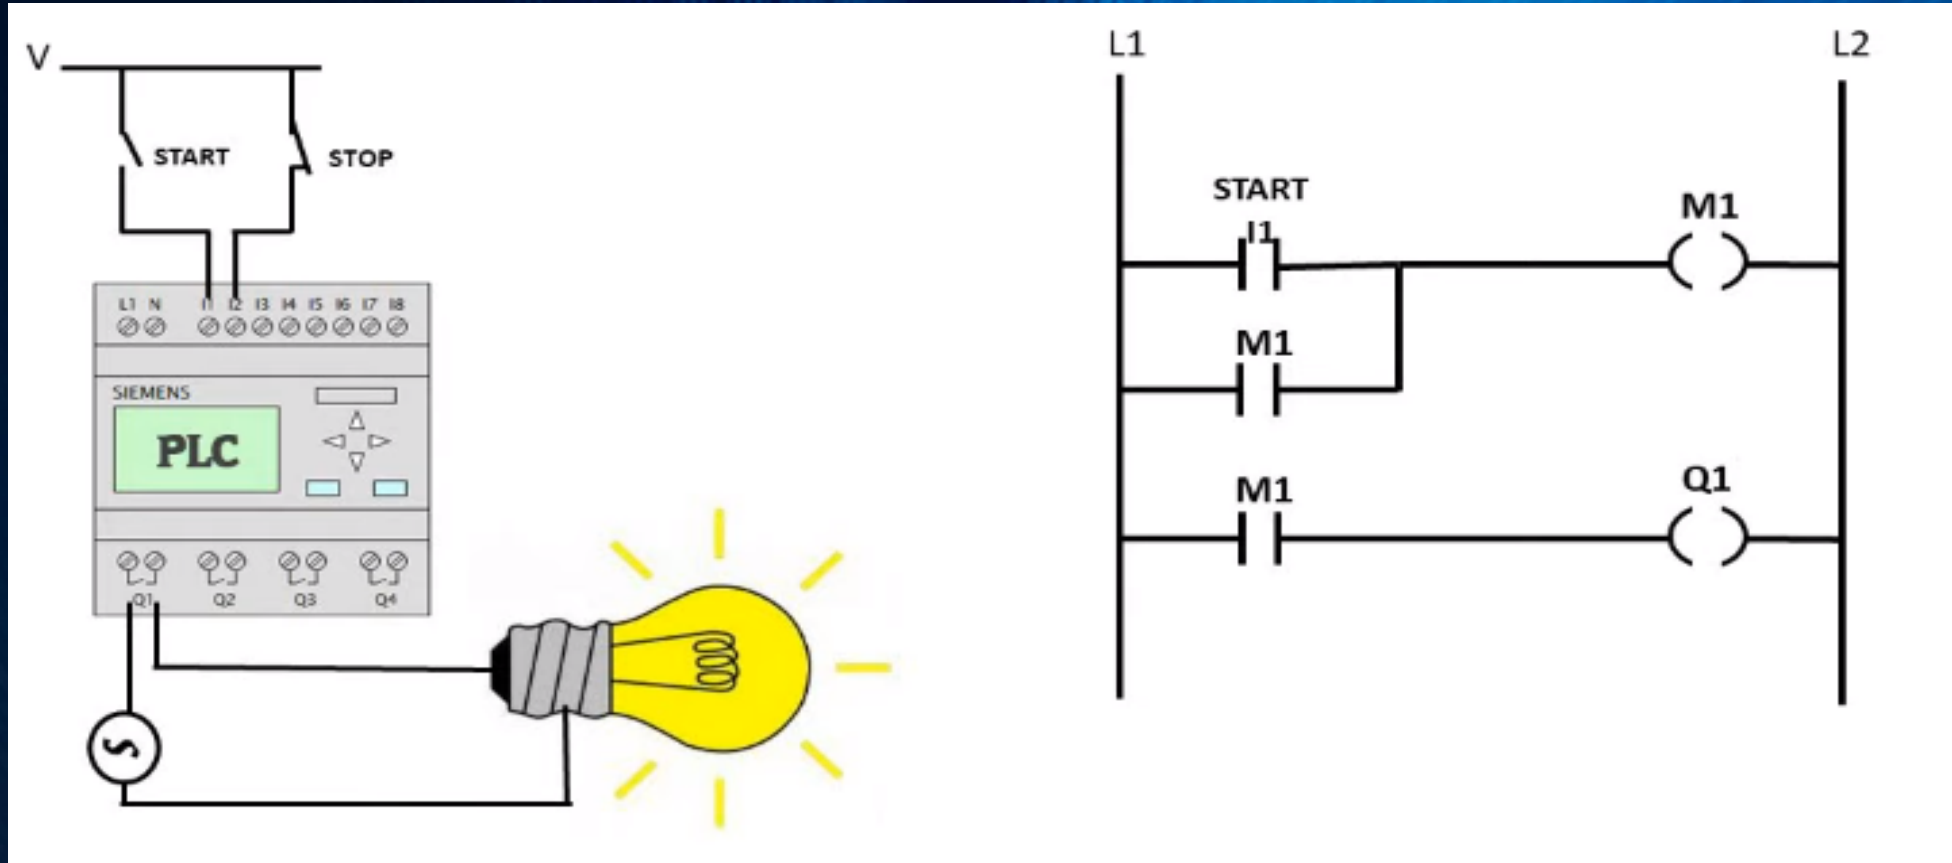 V
START
STOP
L1 N I1 I2 I3 I4 I5 I6 I7 I8
SIEMENS
PLC
Q1 Q2 Q3 Q4
L1
L2
START
I1
M1
M1
M1
Q1